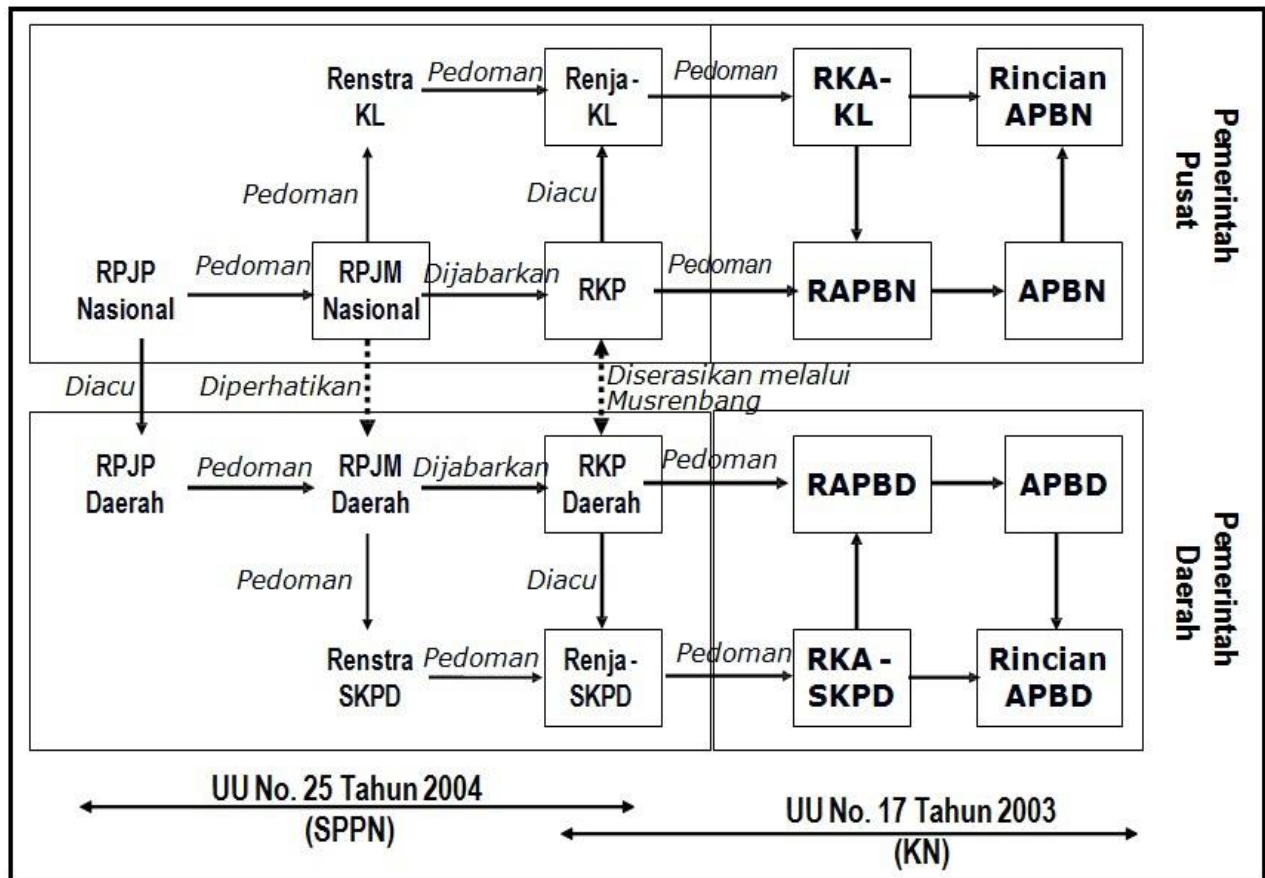 Pedoman
Pedoman
Renstra
KL
Renja-
KL
RKA-
KL
Rincian
APBN
Pemerintah
Pusat
Pedoman
Diacu
RPJP
Nasional
Pedoman
RPJM
Nasional
Dijabarkan
RKP
Pedoman
RAPBN
APBN
Diacu
Diperhatikan
Diserasikan melalui
Musrenbang
RPJP
Daerah
Pedoman
RPJM
Daerah
Dijabarkan
RKP
Daerah
Pedoman
RAPBD
APBD
Pemerintah
Daerah
Pedoman
Diacu
Renstra
SKPD
Pedoman
Renja-
SKPD
Pedoman
RKA -
SKPD
Rincian
APBD
UU No. 25 Tahun 2004
(SPPN)
UU No. 17 Tahun 2003
(KN)